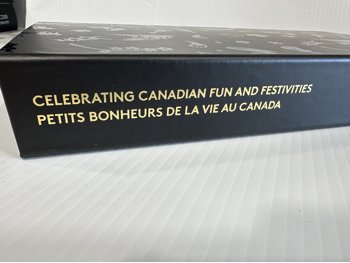 CELEBRATING CANADIAN FUN AND FESTIVITIES
PETITS BONHEURS DE LA VIE AU CANADA